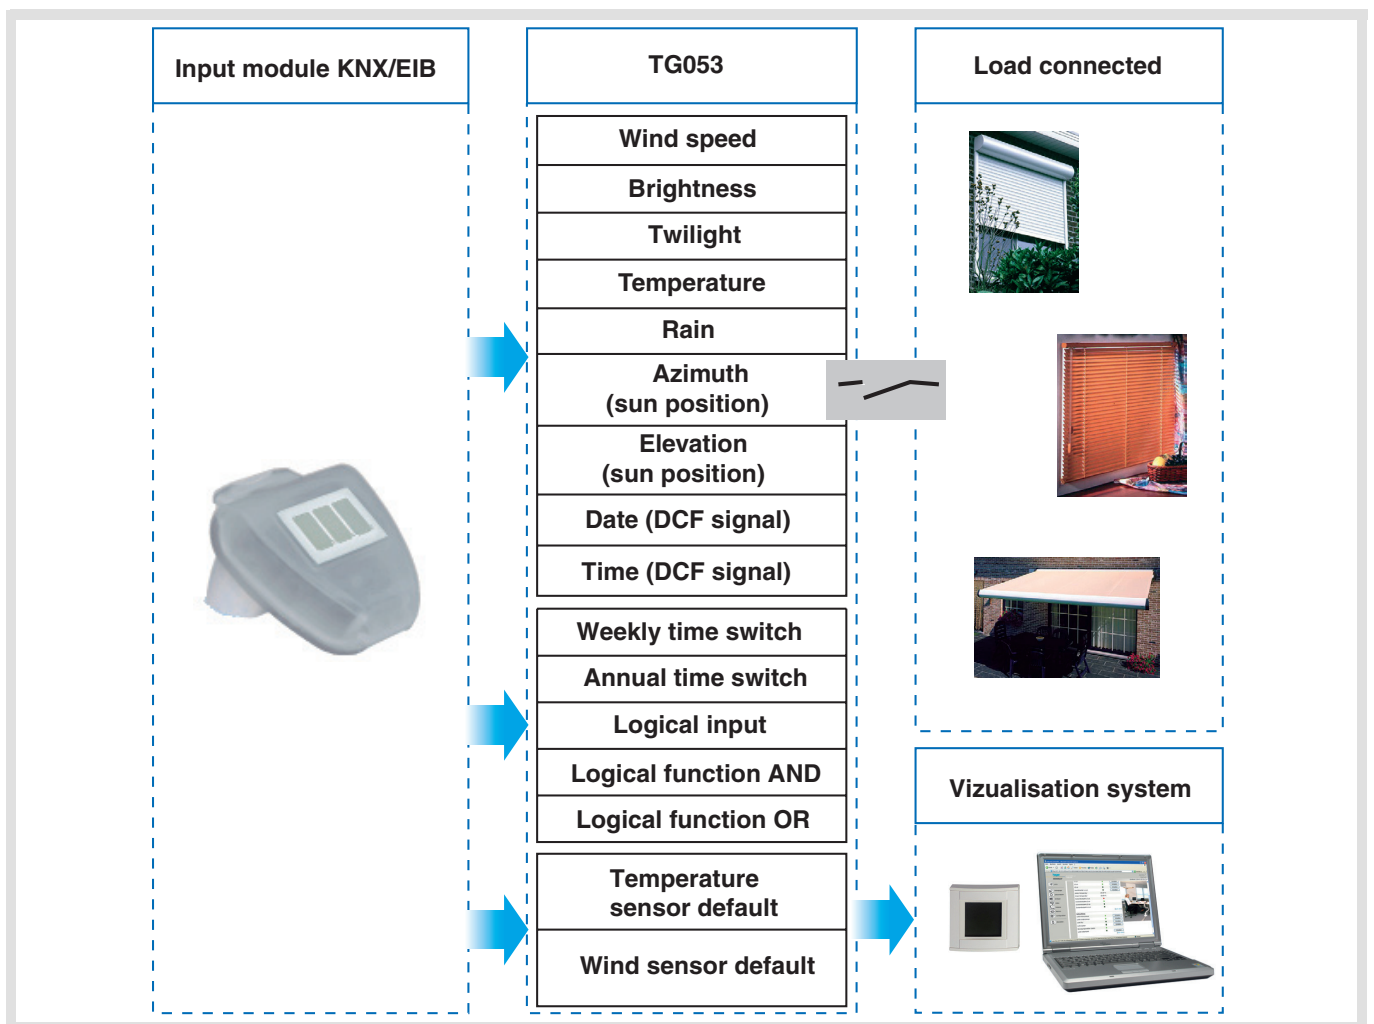 Input module KNX/EIB
TG053
Load connected
Wind speed
Brightness
Twilight
Temperature
Rain
Azimuth
(sun position)
Elevation
(sun position)
Date (DCF signal)
Time (DCF signal)
Weekly time switch
Annual time switch
Logical input
Logical function AND
Logical function OR
Temperature
sensor default
Wind sensor default
Vizualisation system